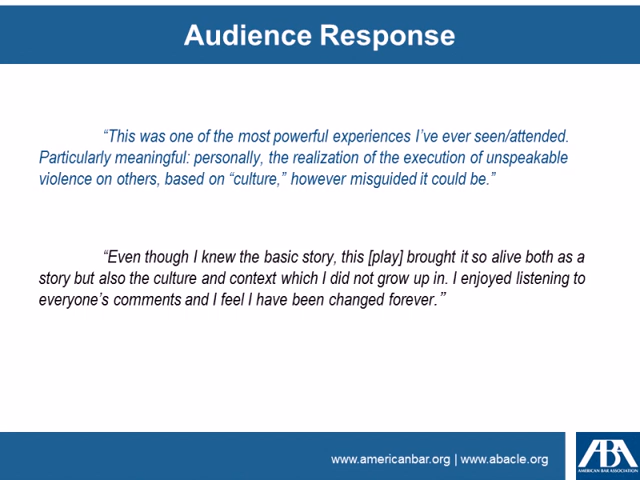 Audience Response
“This was one of the most powerful experiences I’ve ever seen/attended.
Particularly meaningful: personally, the realization of the execution of unspeakable
violence on others, based on “culture,” however misguided it could be.”
“Even though I knew the basic story, this [play] brought it so alive both as a
story but also the culture and context which I did not grow up in. I enjoyed listening to
everyone’s comments and I feel I have been changed forever.”
www.americanbar.org | www.abacle.org
ABA
AMERICAN BAR ASSOCIATION